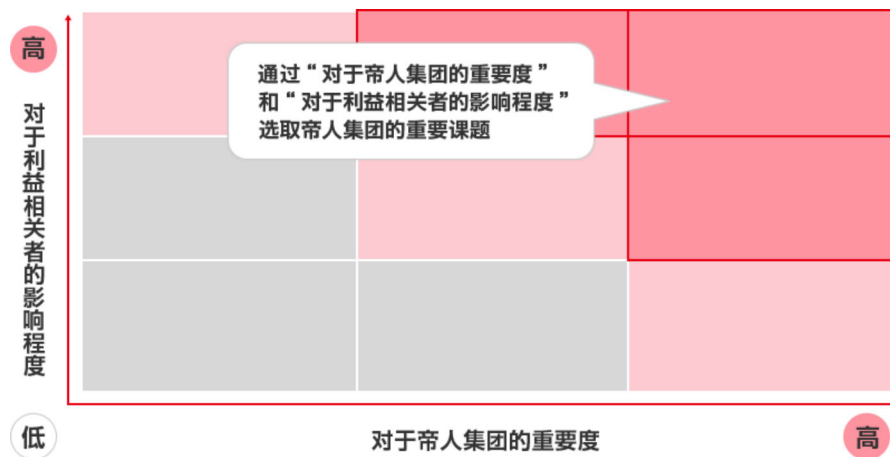 高
通过“对于帝人集团的重要度”
和“对于利益相关者的影响程度”
选取帝人集团的重要课题
对于利益相关者的影响程度
低
对于帝人集团的重要度
高